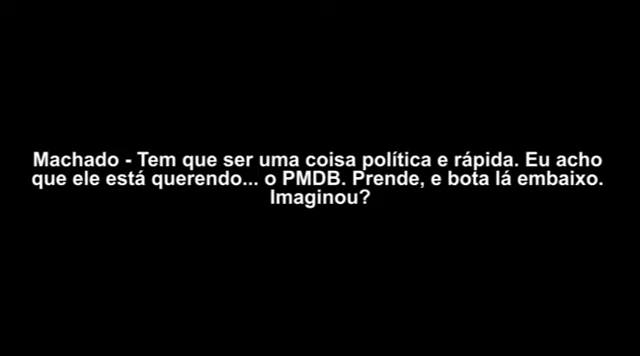 Machado - Tem que ser uma coisa política e rápida. Eu acho
que ele está querendo... o PMDB. Prende, e bota lá embaixo.
Imaginou?